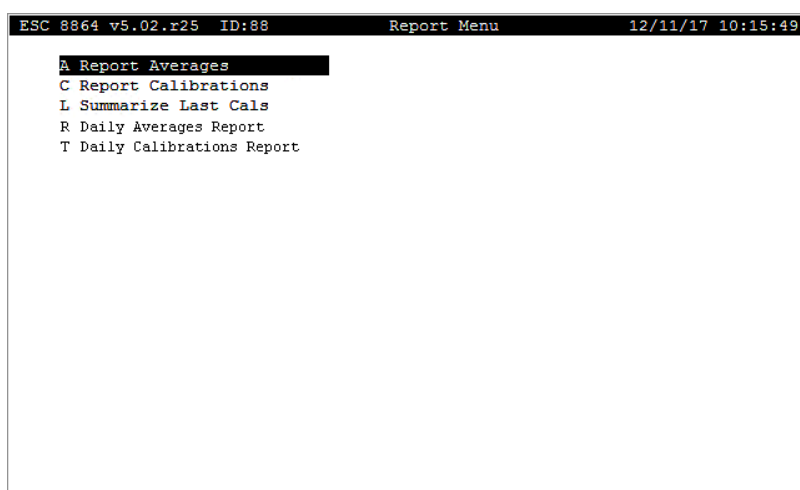 ESC 8864 v5.02.r25 ID:88 Report Menu 12/11/17 10:15:49
A Report Averages
C Report Calibrations
L Summarize Last Cals
R Daily Averages Report
T Daily Calibrations Report